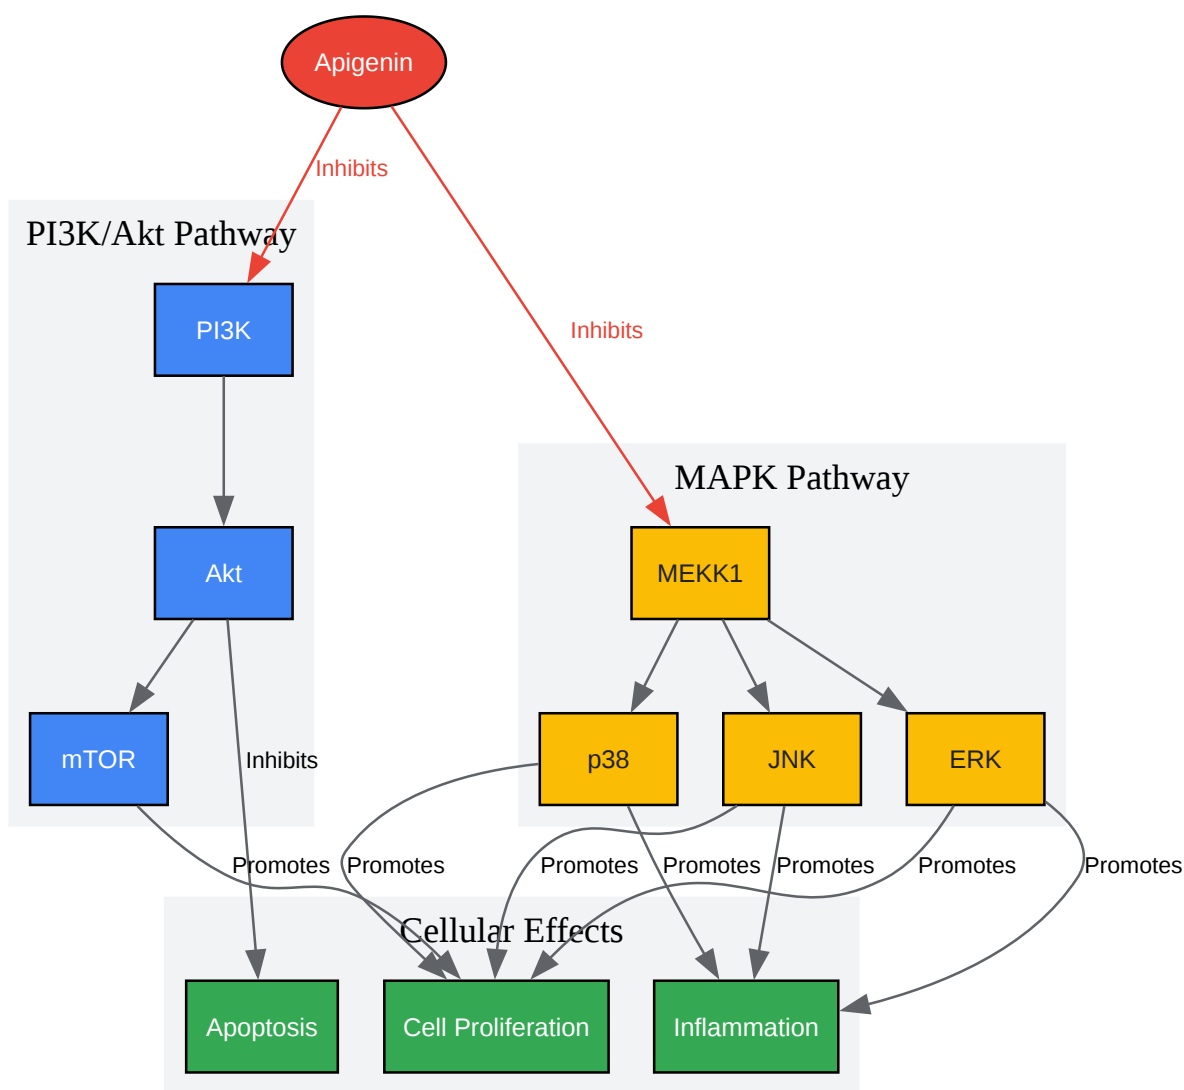 Apigenin
Inhibits
PI3K/Akt Pathway
PI3K
Inhibits
MAPK Pathway
Akt
MEKK1
mTOR
Inhibits
p38
JNK
ERK
Promotes
Promotes
Promotes
Promotes
Promotes
Promotes
Promotes
Cellular Effects
Apoptosis
Cell Proliferation
Inflammation